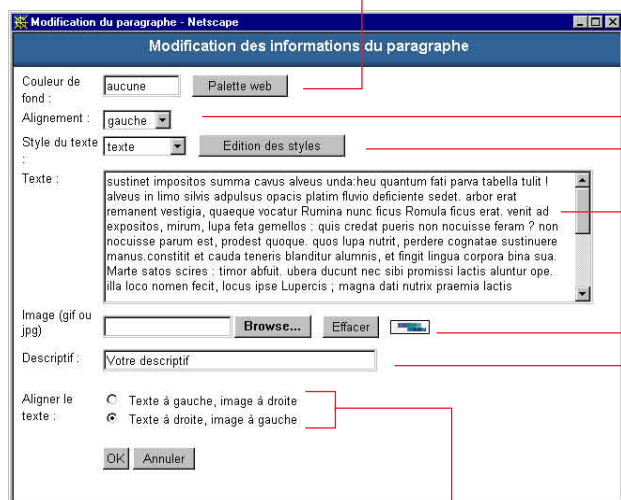 Modification du paragraphe - Netscape
Modification des informations du paragraphe
Couleur de fond : aucune Palette web
Alignement : gauche
Style du texte : texte Edition des styles
Texte :
sustinet impositos summa cavus alveus unda:heu quantum fati parva tabella tulit !
alveus in limo silvis adpulsus opacis platim fluvio deficiente sedet. arbor erat
remanent vestigia, quaeque vocatur Rumina nunc ficus Romula ficus erat. venit ad
expositos, mirum, lupa feta gemellos : quis credat pueris non nocuisse feram ? non
nocuisse parum est, prodest quoque. quos lupa nutrit, perdere cognatae sustinuere
manus.constitit et cauda teneris blanditur alumnis, et fingit lingua corpora bina sua.
Marte satos scires : timor abfuit. ubera ducunt nec sibi promissi lactis aluntur ope.
illa loco nomen fecit, locus ipse Lupercis ; magna dati nutrix praemia lactis
Image (gif ou jpg) Browse... Effacer
Descriptif : Votre descriptif
Aligner le texte :
Texte à gauche, image à droite
Texte à droite, image à gauche
OK Annuler